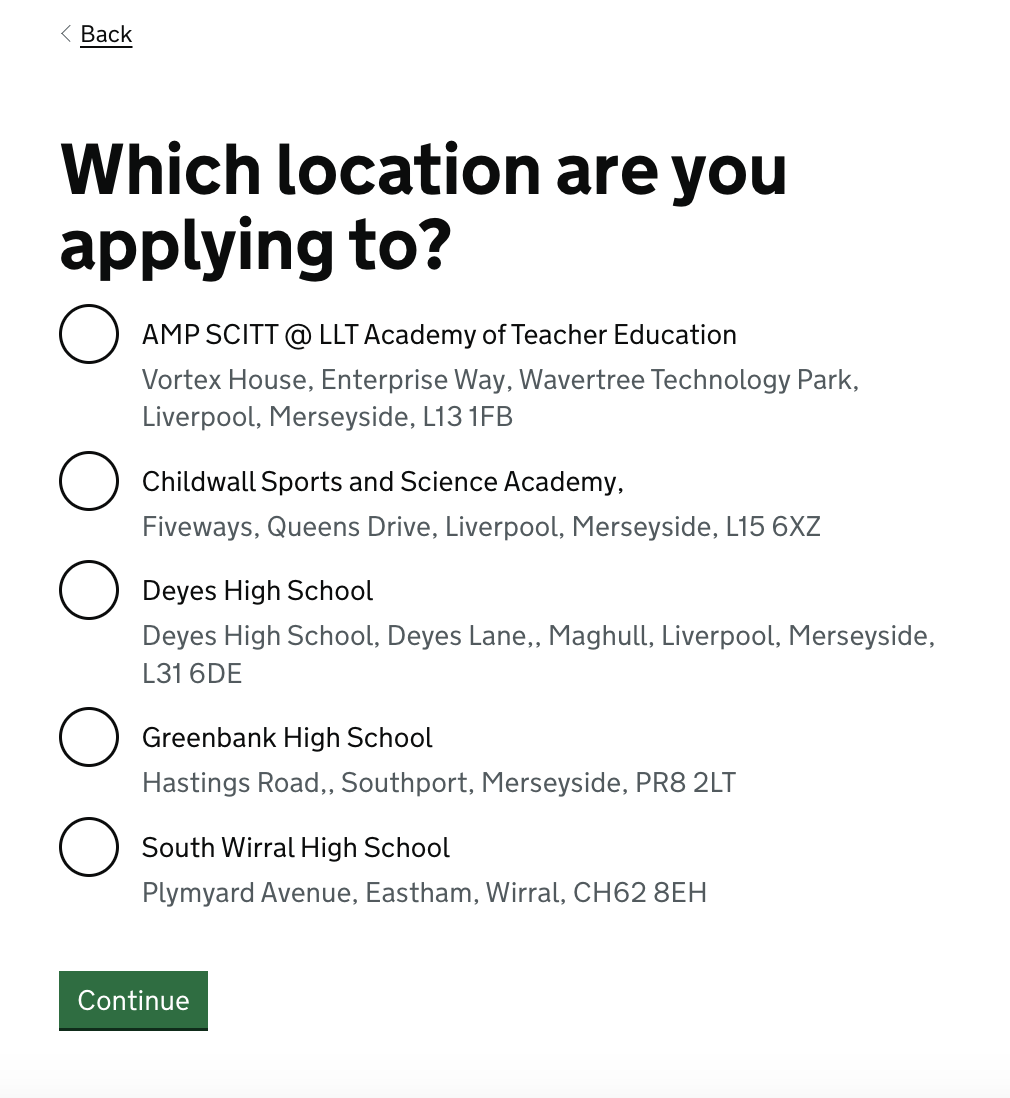 Back
Which location are you
applying to?
AMP SCITT @ LLT Academy of Teacher Education
Vortex House, Enterprise Way, Wavertree Technology Park,
Liverpool, Merseyside, L13 1FB
Childwall Sports and Science Academy,
Fiveways, Queens Drive, Liverpool, Merseyside, L15 6XZ
Deyes High School
Deyes High School, Deyes Lane,, Maghull, Liverpool, Merseyside,
L31 6DE
Greenbank High School
Hastings Road,, Southport, Merseyside, PR8 2LT
South Wirral High School
Plymyard Avenue, Eastham, Wirral, CH62 8EH
Continue